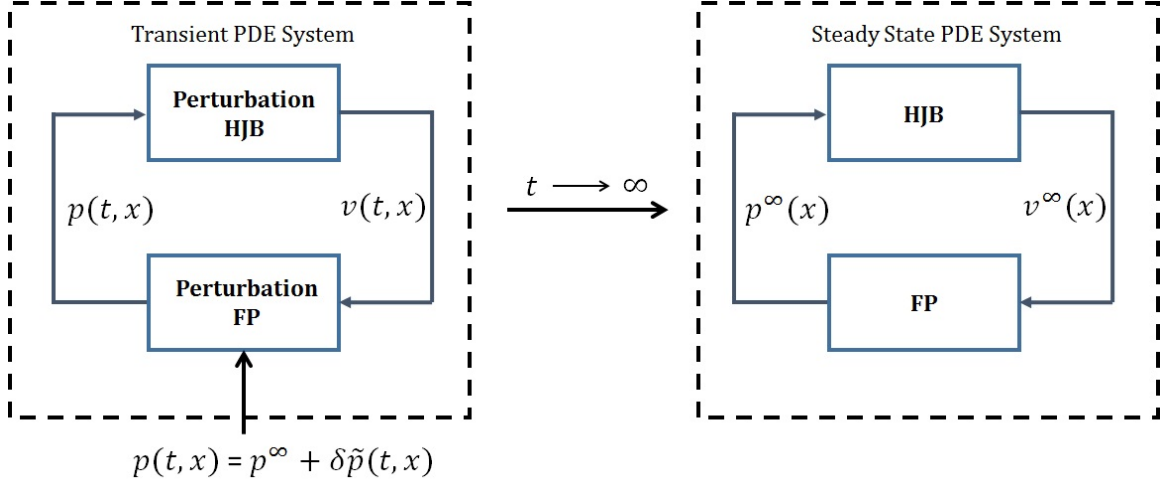 Transient PDE System
Perturbation
HJB
p(t, x)
v(t, x)
Perturbation
FP
p(t, x) = p^∞ + δp̃(t, x)
t ⟶ ∞
Steady State PDE System
HJB
p^∞(x)
v^∞(x)
FP